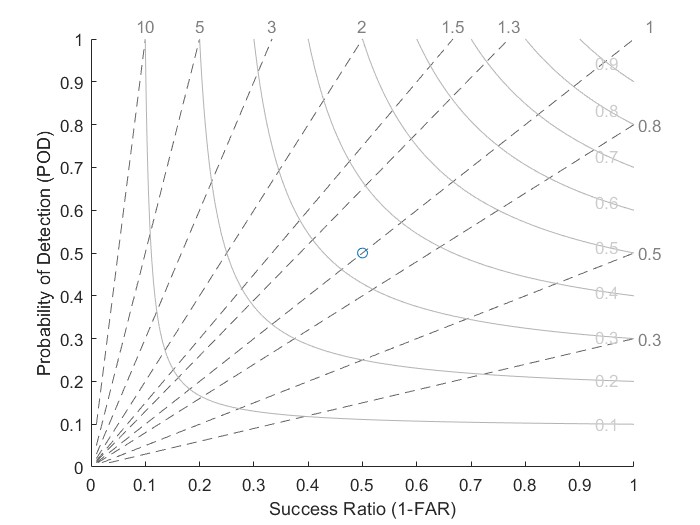 10 5 3 2 1.5 1.3 1
1
0.9 0.9
0.8 0.8 0.8
0.7 0.7
0.6 0.6
0.5 0.5 0.5
0.4 0.4
0.3 0.3 0.3
0.2 0.2
0.1 0.1
0
0 0.1 0.2 0.3 0.4 0.5 0.6 0.7 0.8 0.9 1
Probability of Detection (POD)
Success Ratio (1-FAR)